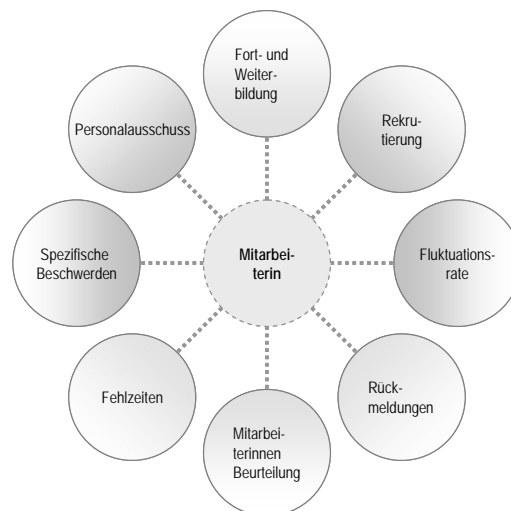 Fort- und
Weiter-
bildung
Rekru-
tierung
Fluktuations-
rate
Rück-
meldungen
Mitarbei-
terinnen
Beurteilung
Fehlzeiten
Spezifische
Beschwerden
Personalausschuss
Mitarbei-
terin